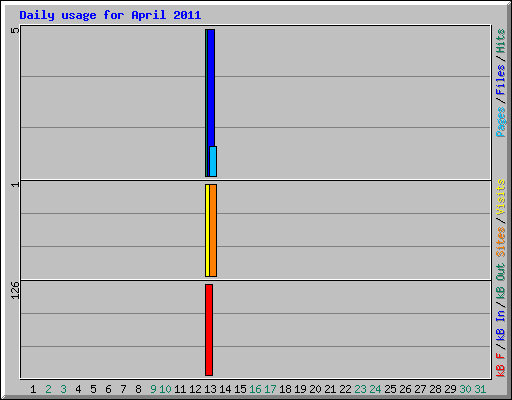 Daily usage for April 2011
5
Pages / Files / Hits
1
Sites / Visits
126
kB F / kB In / kB Out
1 2 3 4 5 6 7 8 9 10 11 12 13 14 15 16 17 18 19 20 21 22 23 24 25 26 27 28 29 30 31